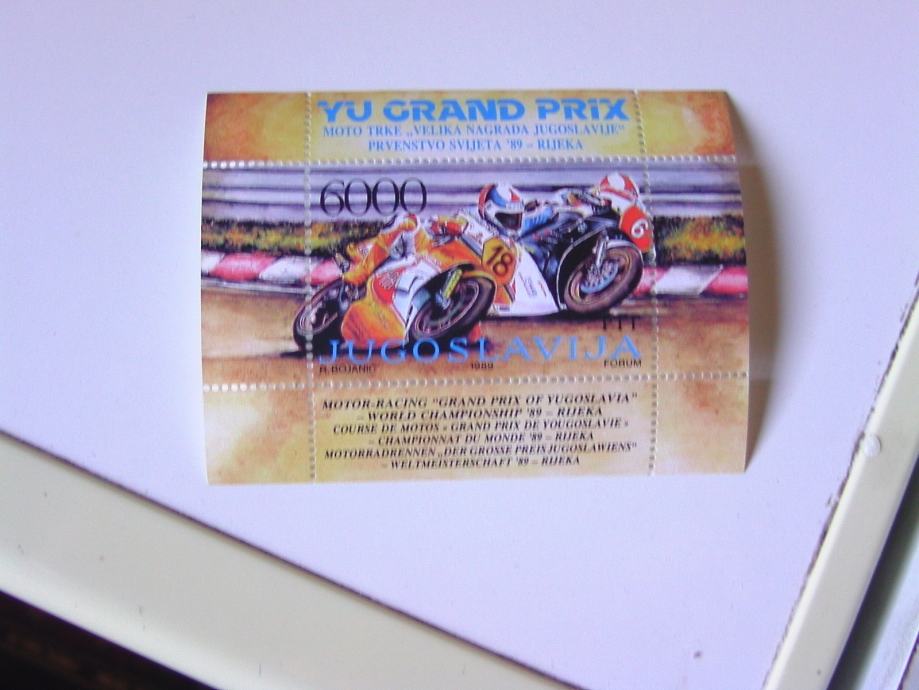 YU GRAND PRIX
MOTO TRKE „VELIKA NAGRADA JUGOSLAVIJE"
PRVENSTVO SVIJETA '89 – RIJEKA
6000
6
18
PTT
JUGOSLAVIJA
R. BOJANIĆ 1989 FORUM
MOTOR-RACING "GRAND PRIX OF YUGOSLAVIA"
– WORLD CHAMPIONSHIP '89 – RIJEKA
COURSE DE MOTOS « GRAND PRIX DE YOUGOSLAVIE »
– CHAMPIONNAT DU MONDE '89 – RIJEKA
MOTORRADRENNEN „DER GROSSE PREIS JUGOSLAWIENS"
– WELTMEISTERSCHAFT '89 – RIJEKA